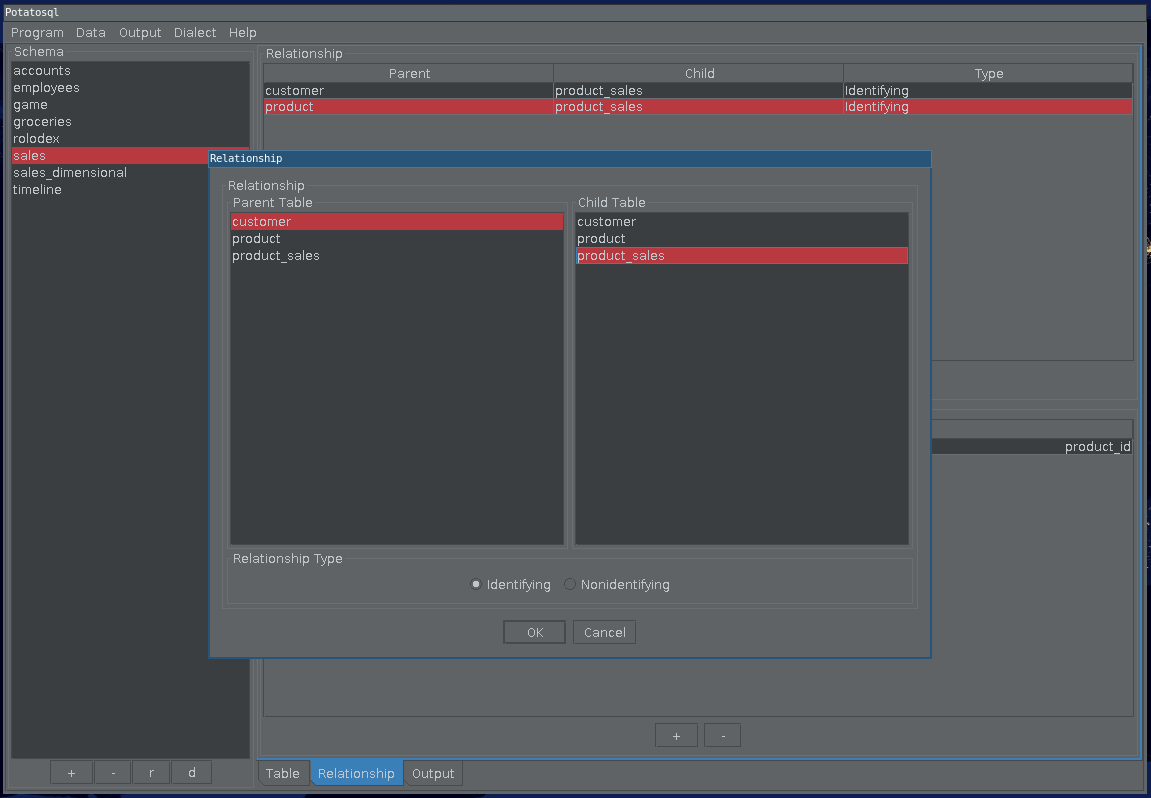 Potatosql
Program Data Output Dialect Help
Schema
accounts
employees
game
groceries
rolodex
sales
sales_dimensional
timeline
+ - r d
Relationship
Parent Child Type
customer product_sales Identifying
product product_sales Identifying
product_id
+ -
Table Relationship Output
Relationship
Relationship
Parent Table
customer
product
product_sales
Child Table
customer
product
product_sales
Relationship Type
Identifying Nonidentifying
OK Cancel